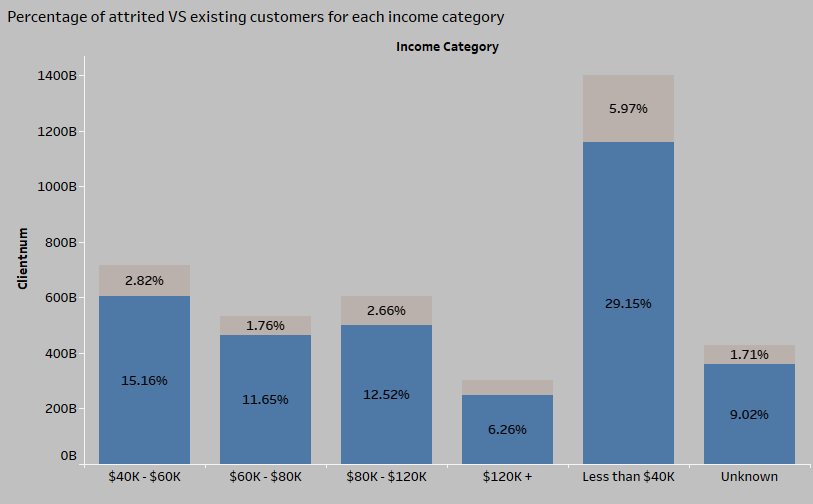 Percentage of attrited VS existing customers for each income category
Income Category
1400B
1200B
1000B
800B
600B
400B
200B
0B
Clientnum
2.82%
15.16%
1.76%
11.65%
2.66%
12.52%
6.26%
5.97%
29.15%
1.71%
9.02%
$40K - $60K
$60K - $80K
$80K - $120K
$120K +
Less than $40K
Unknown